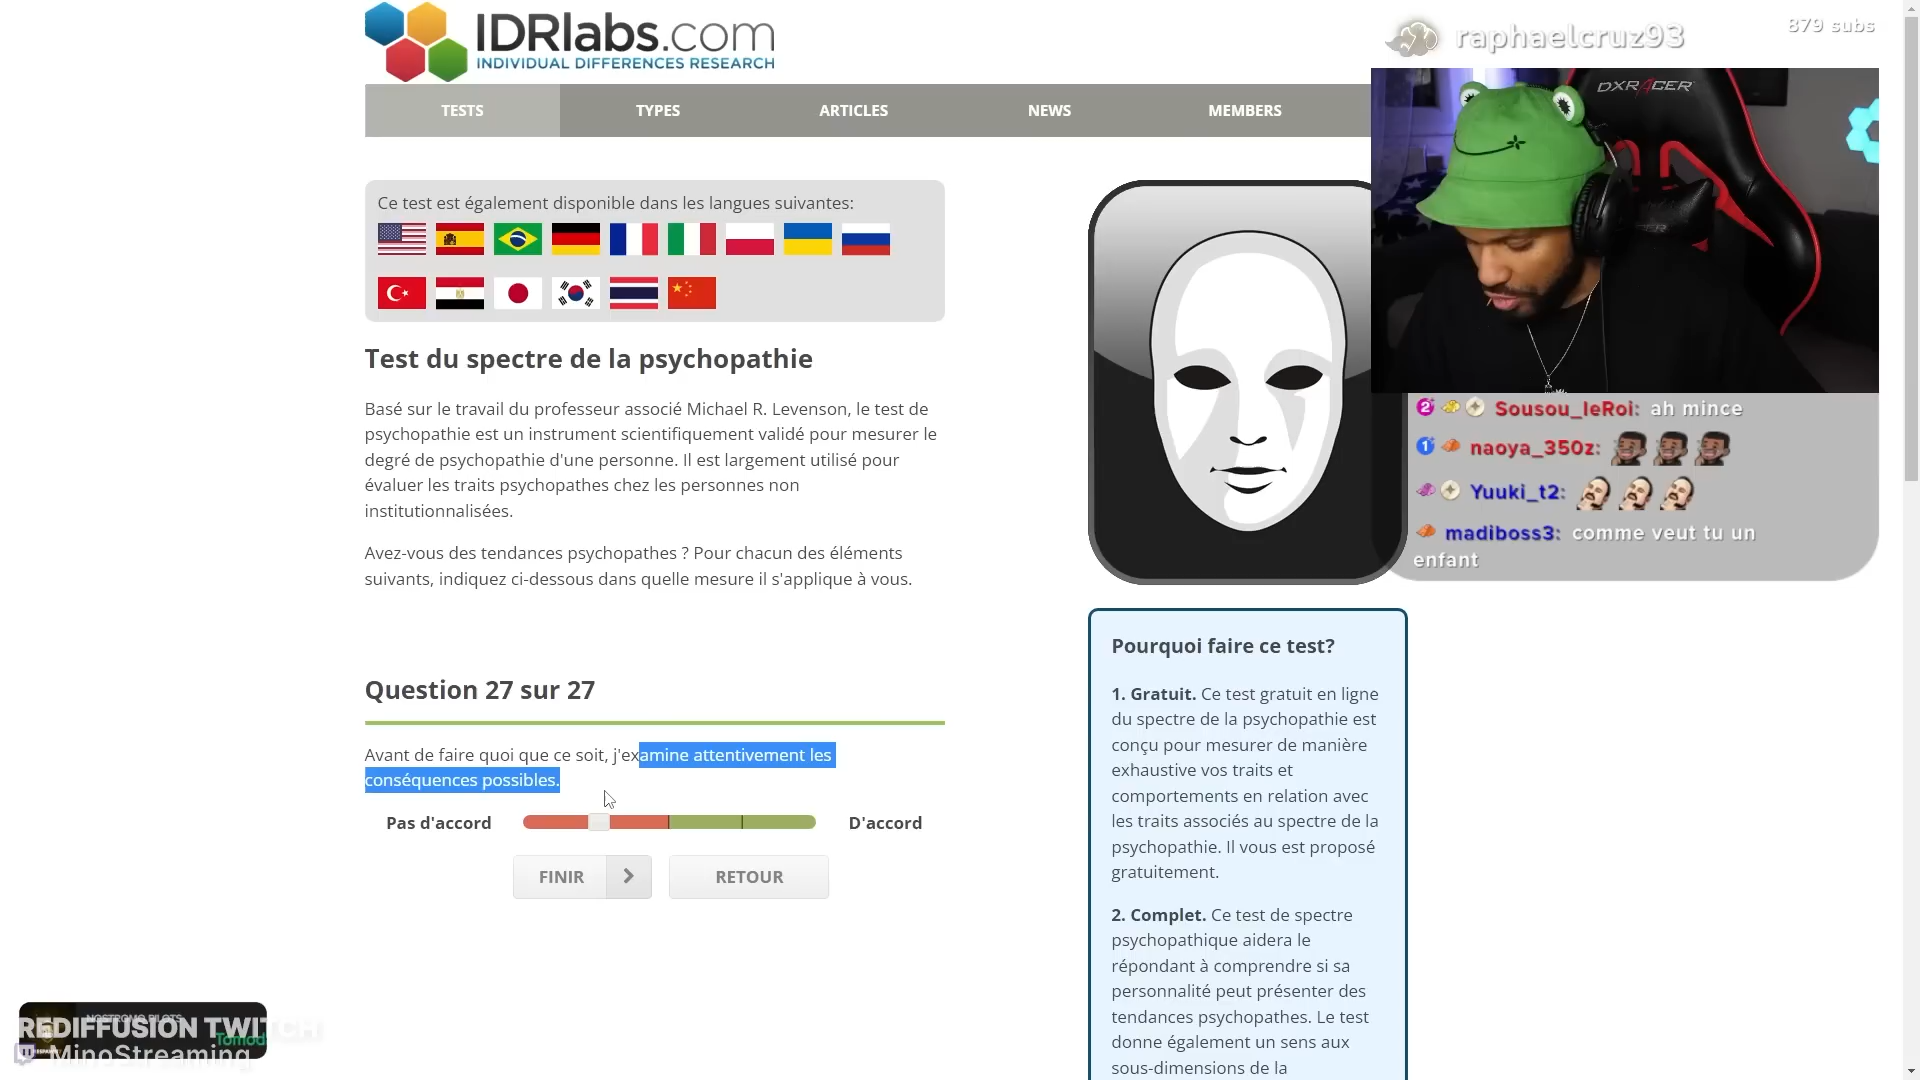 IDRlabs.com
INDIVIDUAL DIFFERENCES RESEARCH
TESTS
TYPES
ARTICLES
NEWS
MEMBERS
raphaelcruz93
879 subs
DXRACER
Ce test est également disponible dans les langues suivantes:
Test du spectre de la psychopathie
Basé sur le travail du professeur associé Michael R. Levenson, le test de
psychopathie est un instrument scientifiquement validé pour mesurer le
degré de psychopathie d'une personne. Il est largement utilisé pour
évaluer les traits psychopathes chez les personnes non
institutionnalisées.
Avez-vous des tendances psychopathes ? Pour chacun des éléments
suivants, indiquez ci-dessous dans quelle mesure il s'applique à vous.
Question 27 sur 27
Avant de faire quoi que ce soit, j'examine attentivement les
conséquences possibles.
Pas d'accord
D'accord
FINIR
RETOUR
2 Sousou_leRoi: ah mince
1 naoya_350z:
Yuuki_t2:
madiboss3: comme veut tu un
enfant
Pourquoi faire ce test?
1. Gratuit. Ce test gratuit en ligne
du spectre de la psychopathie est
conçu pour mesurer de manière
exhaustive vos traits et
comportements en relation avec
les traits associés au spectre de la
psychopathie. Il vous est proposé
gratuitement.
2. Complet. Ce test de spectre
psychopathique aidera le
répondant à comprendre si sa
personnalité peut présenter des
tendances psychopathes. Le test
donne également un sens aux
sous-dimensions de la
NOSTROMO PILOTS
REDIFFUSION TWITCH
Tomod
MinoStreaming